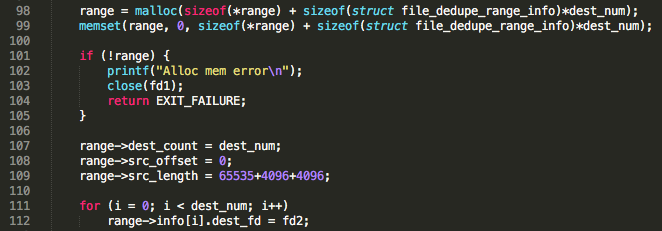 98 range = malloc(sizeof(*range) + sizeof(struct file_dedupe_range_info)*dest_num);
99 memset(range, 0, sizeof(*range) + sizeof(struct file_dedupe_range_info)*dest_num);
100
101 if (!range) {
102 printf("Alloc mem error\n");
103 close(fd1);
104 return EXIT_FAILURE;
105 }
106
107 range->dest_count = dest_num;
108 range->src_offset = 0;
109 range->src_length = 65535+4096+4096;
110
111 for (i = 0; i < dest_num; i++)
112 range->info[i].dest_fd = fd2;